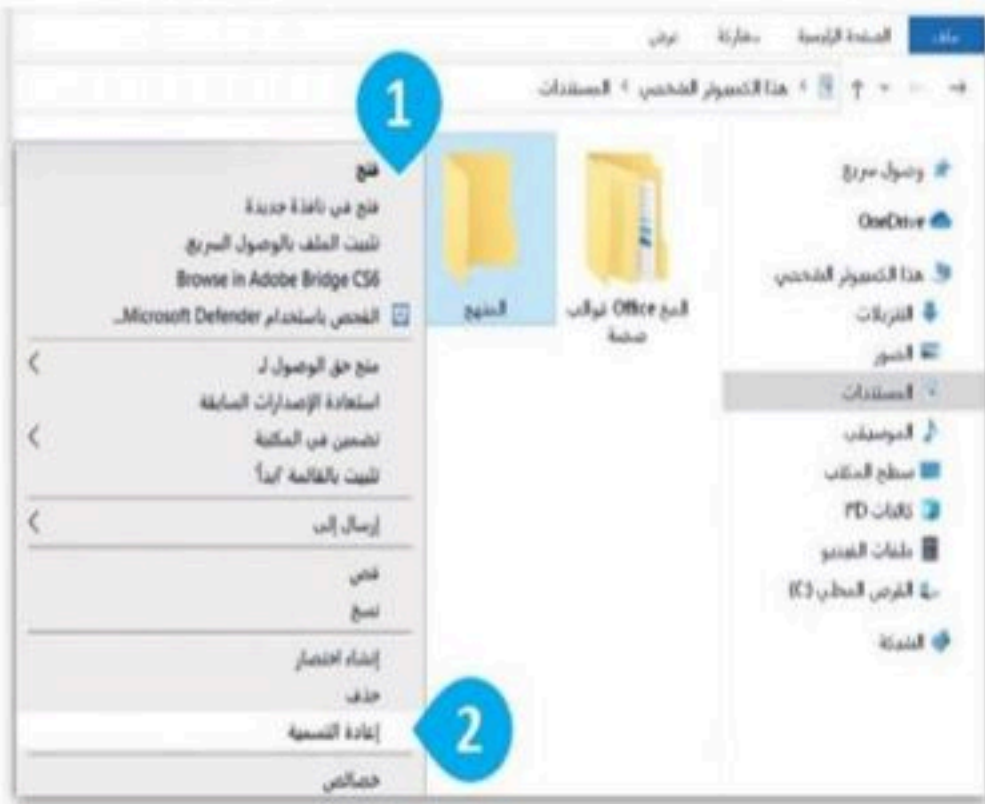 ملف الصفحة الرئيسية مشاركة عرض
هذا الكمبيوتر الشخصي > المستندات
1
وصول سريع
OneDrive
هذا الكمبيوتر الشخصي
التنزيلات
الصور
المستندات
الموسيقى
سطح المكتب
كائنات 3D
ملفات الفيديو
القرص المحلي (C:)
الشبكة
قوالب Office
المنهج
فتح
فتح في نافذة جديدة
تثبيت الملف بالوصول السريع
Browse in Adobe Bridge CS6
الفحص باستخدام Microsoft Defender...
منح حق الوصول لـ
استعادة الإصدارات السابقة
تضمين في المكتبة
تثبيت بالقائمة "ابدأ"
إرسال إلى
قص
نسخ
إنشاء اختصار
حذف
إعادة التسمية
2
خصائص